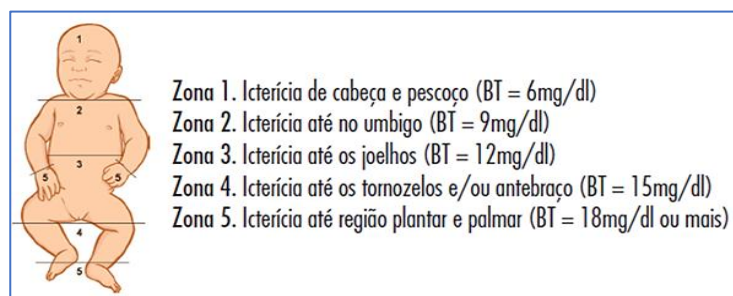 1
2
3
5
5
4
5
Zona 1. Icterícia de cabeça e pescoço (BT = 6mg/dl)
Zona 2. Icterícia até no umbigo (BT = 9mg/dl)
Zona 3. Icterícia até os joelhos (BT = 12mg/dl)
Zona 4. Icterícia até os tornozelos e/ou antebraço (BT = 15mg/dl)
Zona 5. Icterícia até região plantar e palmar (BT = 18mg/dl ou mais)